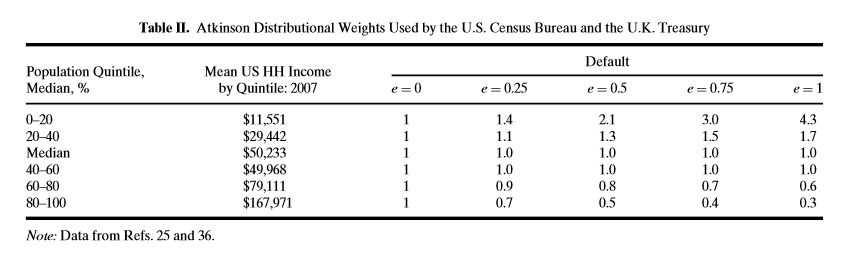 Table II. Atkinson Distributional Weights Used by the U.S. Census Bureau and the U.K. Treasury
Default
Population Quintile, Mean US HH Income
Median, % by Quintile: 2007 e = 0 e = 0.25 e = 0.5 e = 0.75 e = 1
0–20 $11,551 1 1.4 2.1 3.0 4.3
20–40 $29,442 1 1.1 1.3 1.5 1.7
Median $50,233 1 1.0 1.0 1.0 1.0
40–60 $49,968 1 1.0 1.0 1.0 1.0
60–80 $79,111 1 0.9 0.8 0.7 0.6
80–100 $167,971 1 0.7 0.5 0.4 0.3
Note: Data from Refs. 25 and 36.